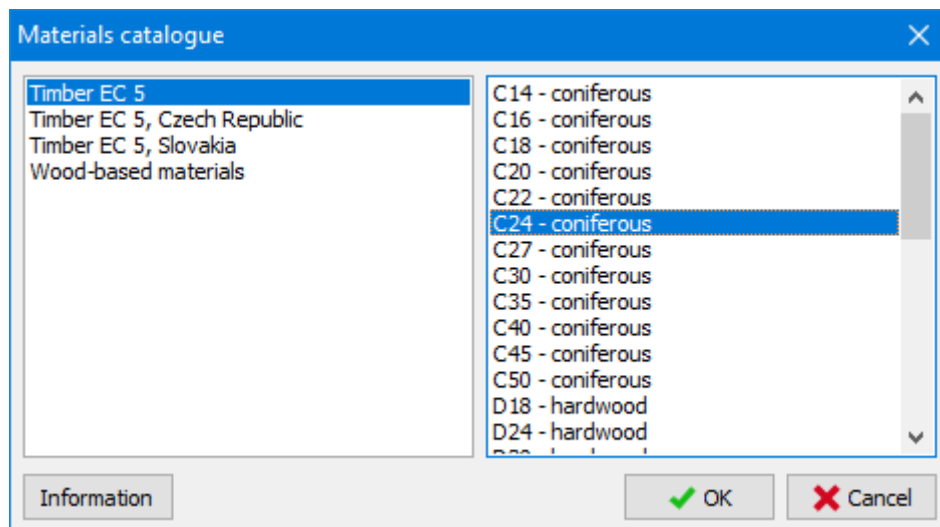 Materials catalogue
Timber EC 5
Timber EC 5, Czech Republic
Timber EC 5, Slovakia
Wood-based materials
C14 - coniferous
C16 - coniferous
C18 - coniferous
C20 - coniferous
C22 - coniferous
C24 - coniferous
C27 - coniferous
C30 - coniferous
C35 - coniferous
C40 - coniferous
C45 - coniferous
C50 - coniferous
D18 - hardwood
D24 - hardwood
Information
OK
Cancel